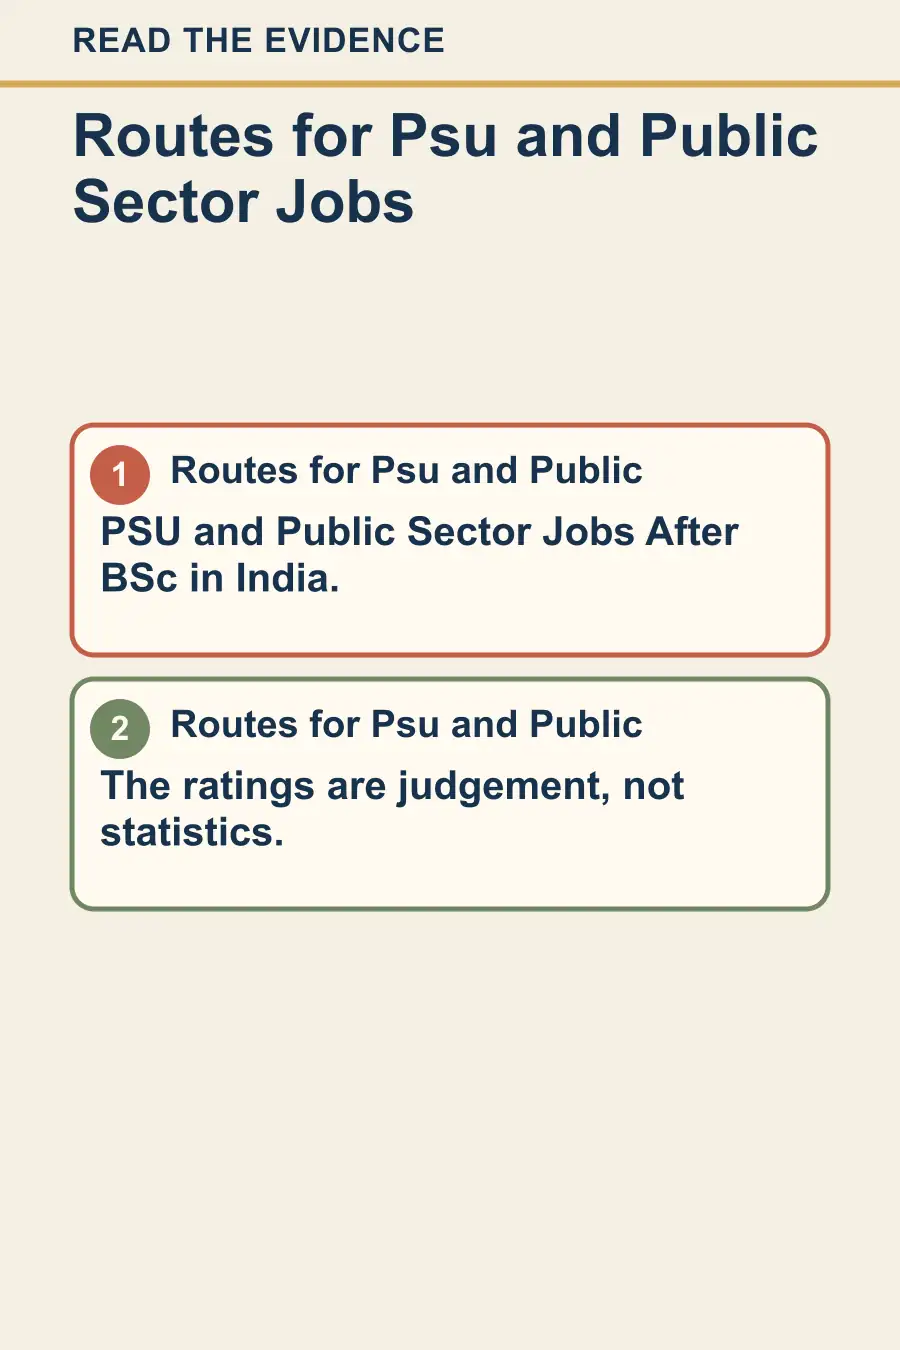 READ THE EVIDENCE
Routes for Psu and Public
Sector Jobs
1
Routes for Psu and Public
PSU and Public Sector Jobs After
BSc in India.
2
Routes for Psu and Public
The ratings are judgement, not
statistics.